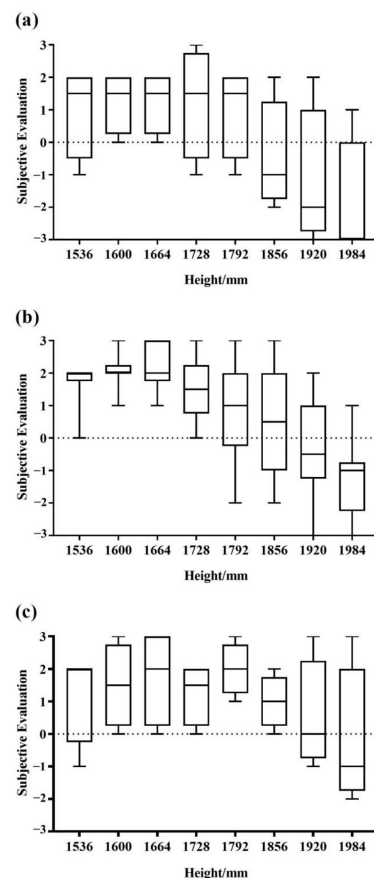 (a)
3
2
1
0
−1
−2
−3
Subjective Evaluation
1536 1600 1664 1728 1792 1856 1920 1984
Height/mm
(b)
3
2
1
0
−1
−2
−3
Subjective Evaluation
1536 1600 1664 1728 1792 1856 1920 1984
Height/mm
(c)
3
2
1
0
−1
−2
−3
Subjective Evaluation
1536 1600 1664 1728 1792 1856 1920 1984
Height/mm